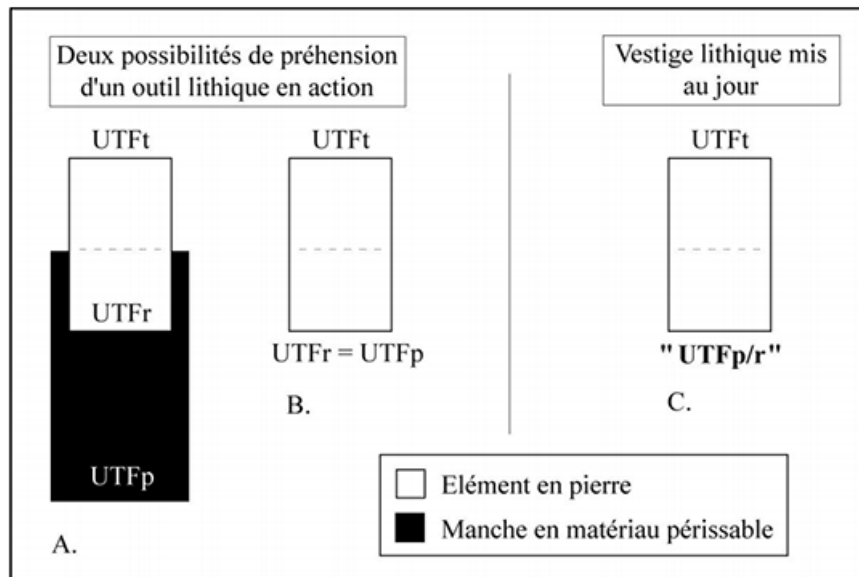 Deux possibilités de préhension
d'un outil lithique en action
Vestige lithique mis
au jour
UTFt
UTFt
UTFt
UTFr
UTFr = UTFp
" UTFp/r"
B.
C.
UTFp
A.
Elément en pierre
Manche en matériau périssable